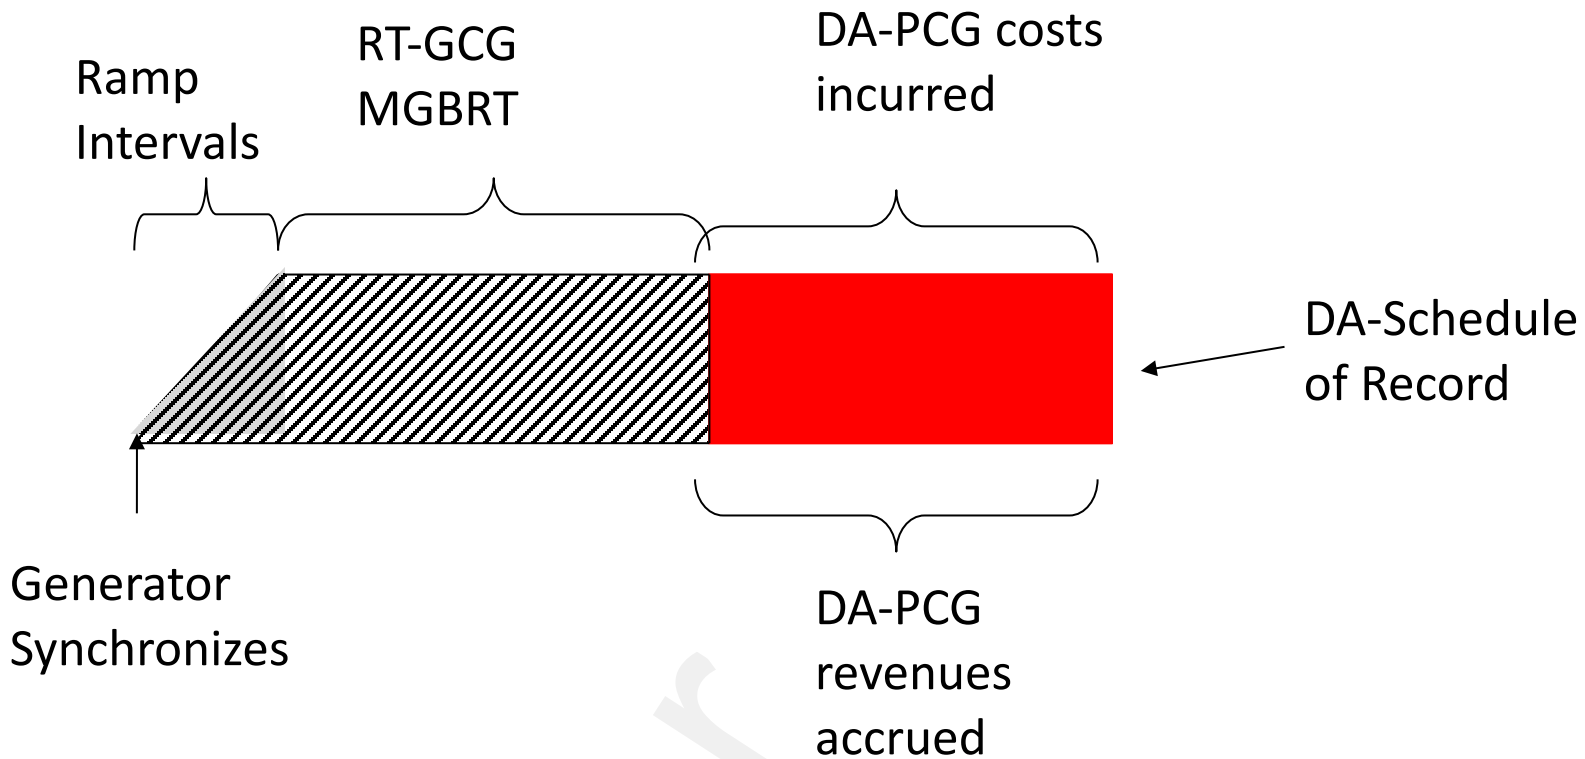 Ramp
Intervals
RT-GCG
MGBRT
DA-PCG costs
incurred
DA-Schedule
of Record
Generator
Synchronizes
DA-PCG
revenues
accrued
r